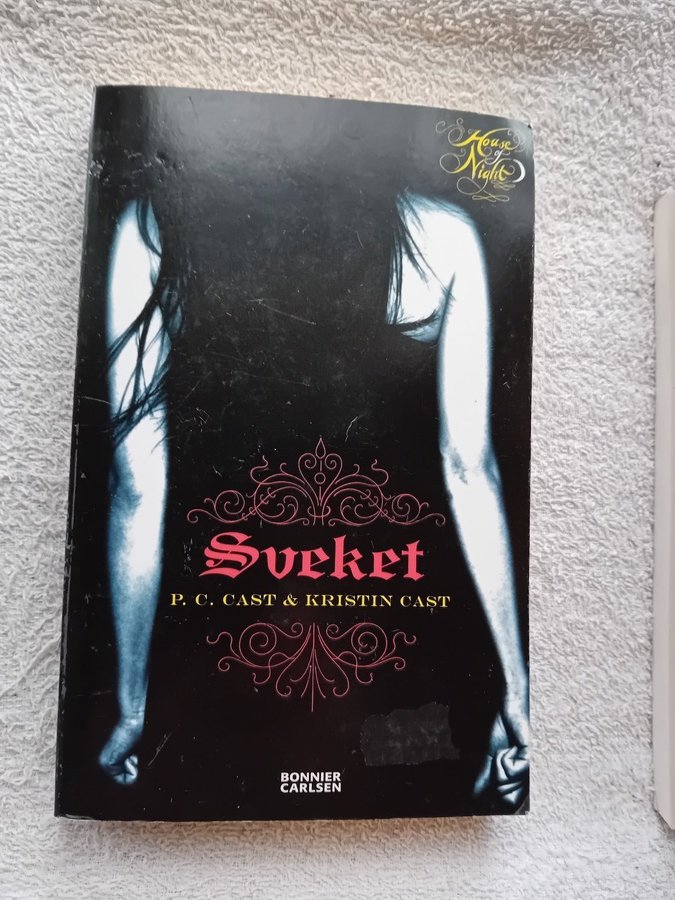 House
of
Night
Sveket
P. C. CAST & KRISTIN CAST
BONNIER
CARLSEN